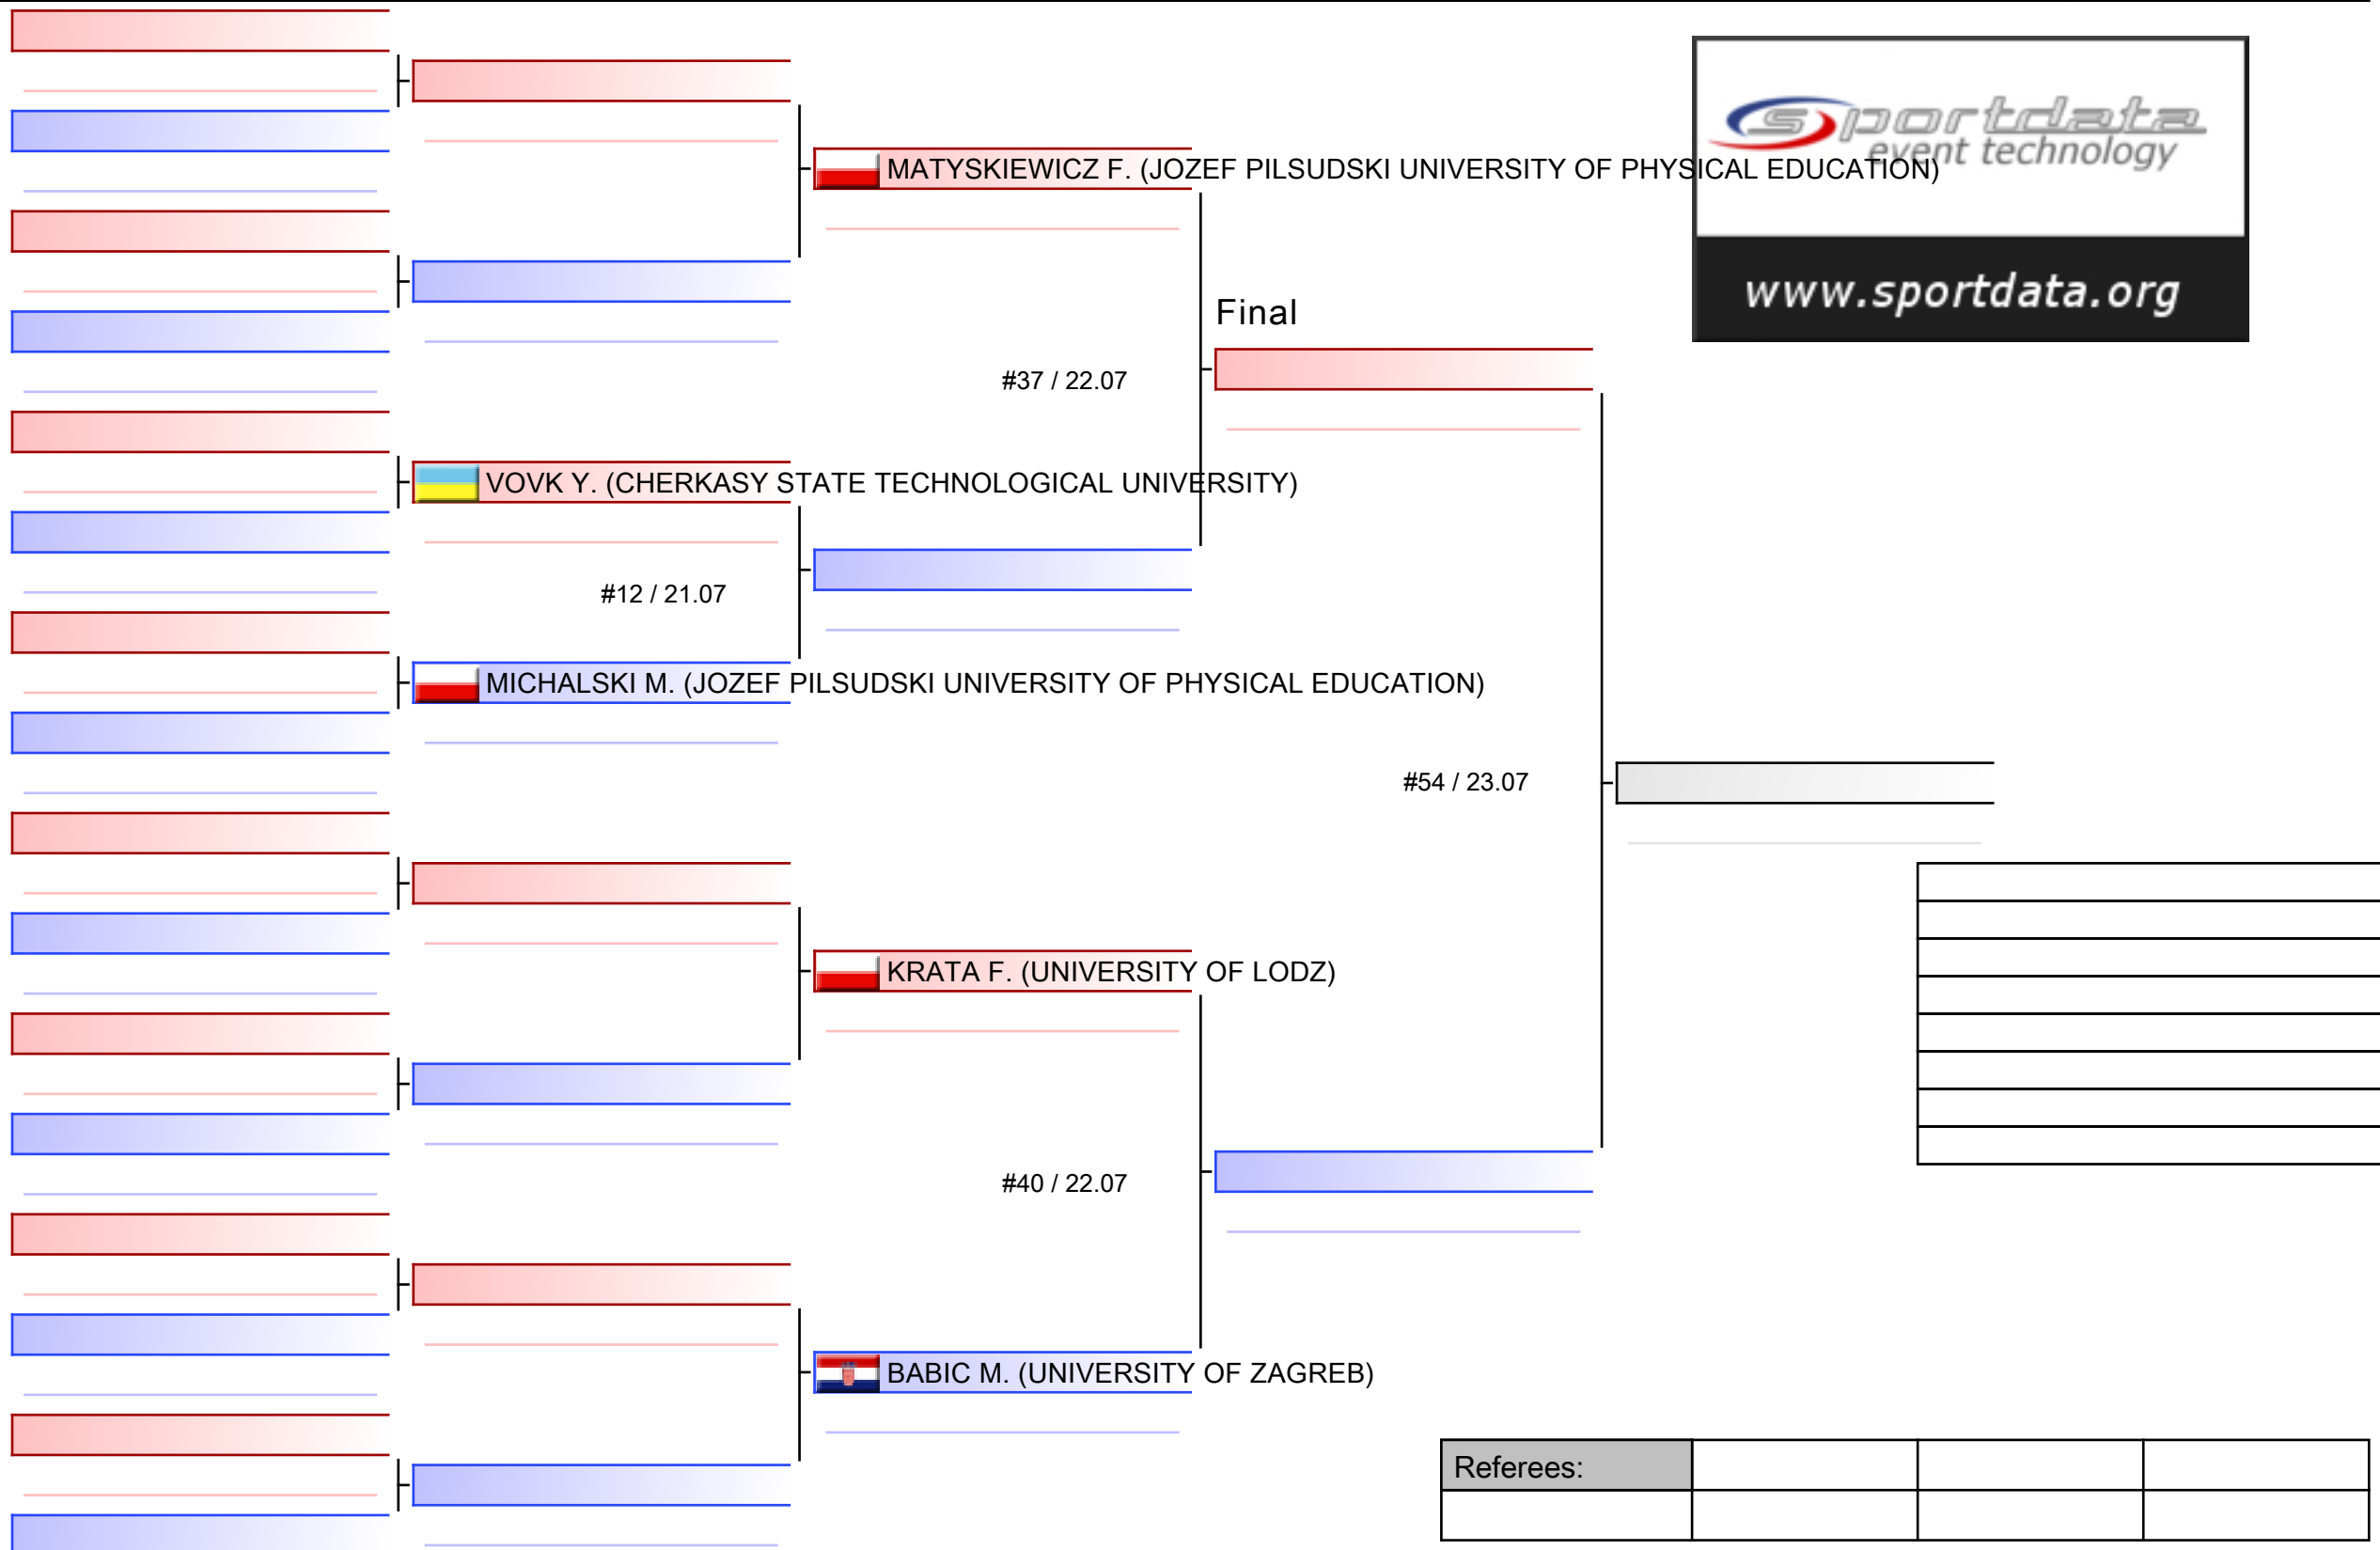 sportdata
event technology
www.sportdata.org
MATYSKIEWICZ F. (JOZEF PILSUDSKI UNIVERSITY OF PHYSICAL EDUCATION)
Final
#37 / 22.07
VOVK Y. (CHERKASY STATE TECHNOLOGICAL UNIVERSITY)
#12 / 21.07
MICHALSKI M. (JOZEF PILSUDSKI UNIVERSITY OF PHYSICAL EDUCATION)
#54 / 23.07
KRATA F. (UNIVERSITY OF LODZ)
#40 / 22.07
BABIC M. (UNIVERSITY OF ZAGREB)
Referees: